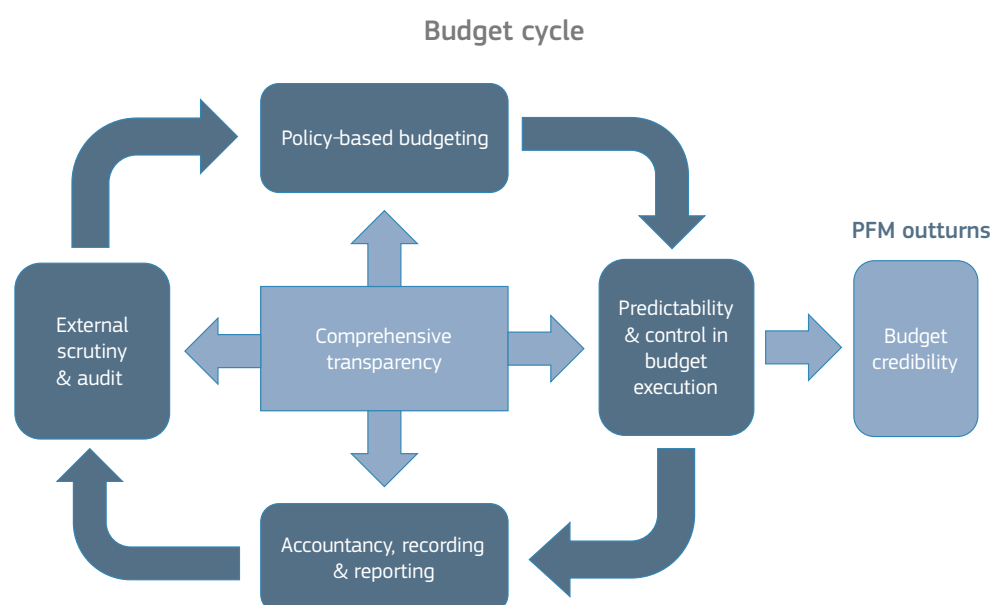 Budget cycle
Policy-based budgeting
PFM outturns
External
scrutiny
& audit
Comprehensive
transparency
Predictability
& control in
budget
execution
Budget
credibility
Accountancy, recording
& reporting